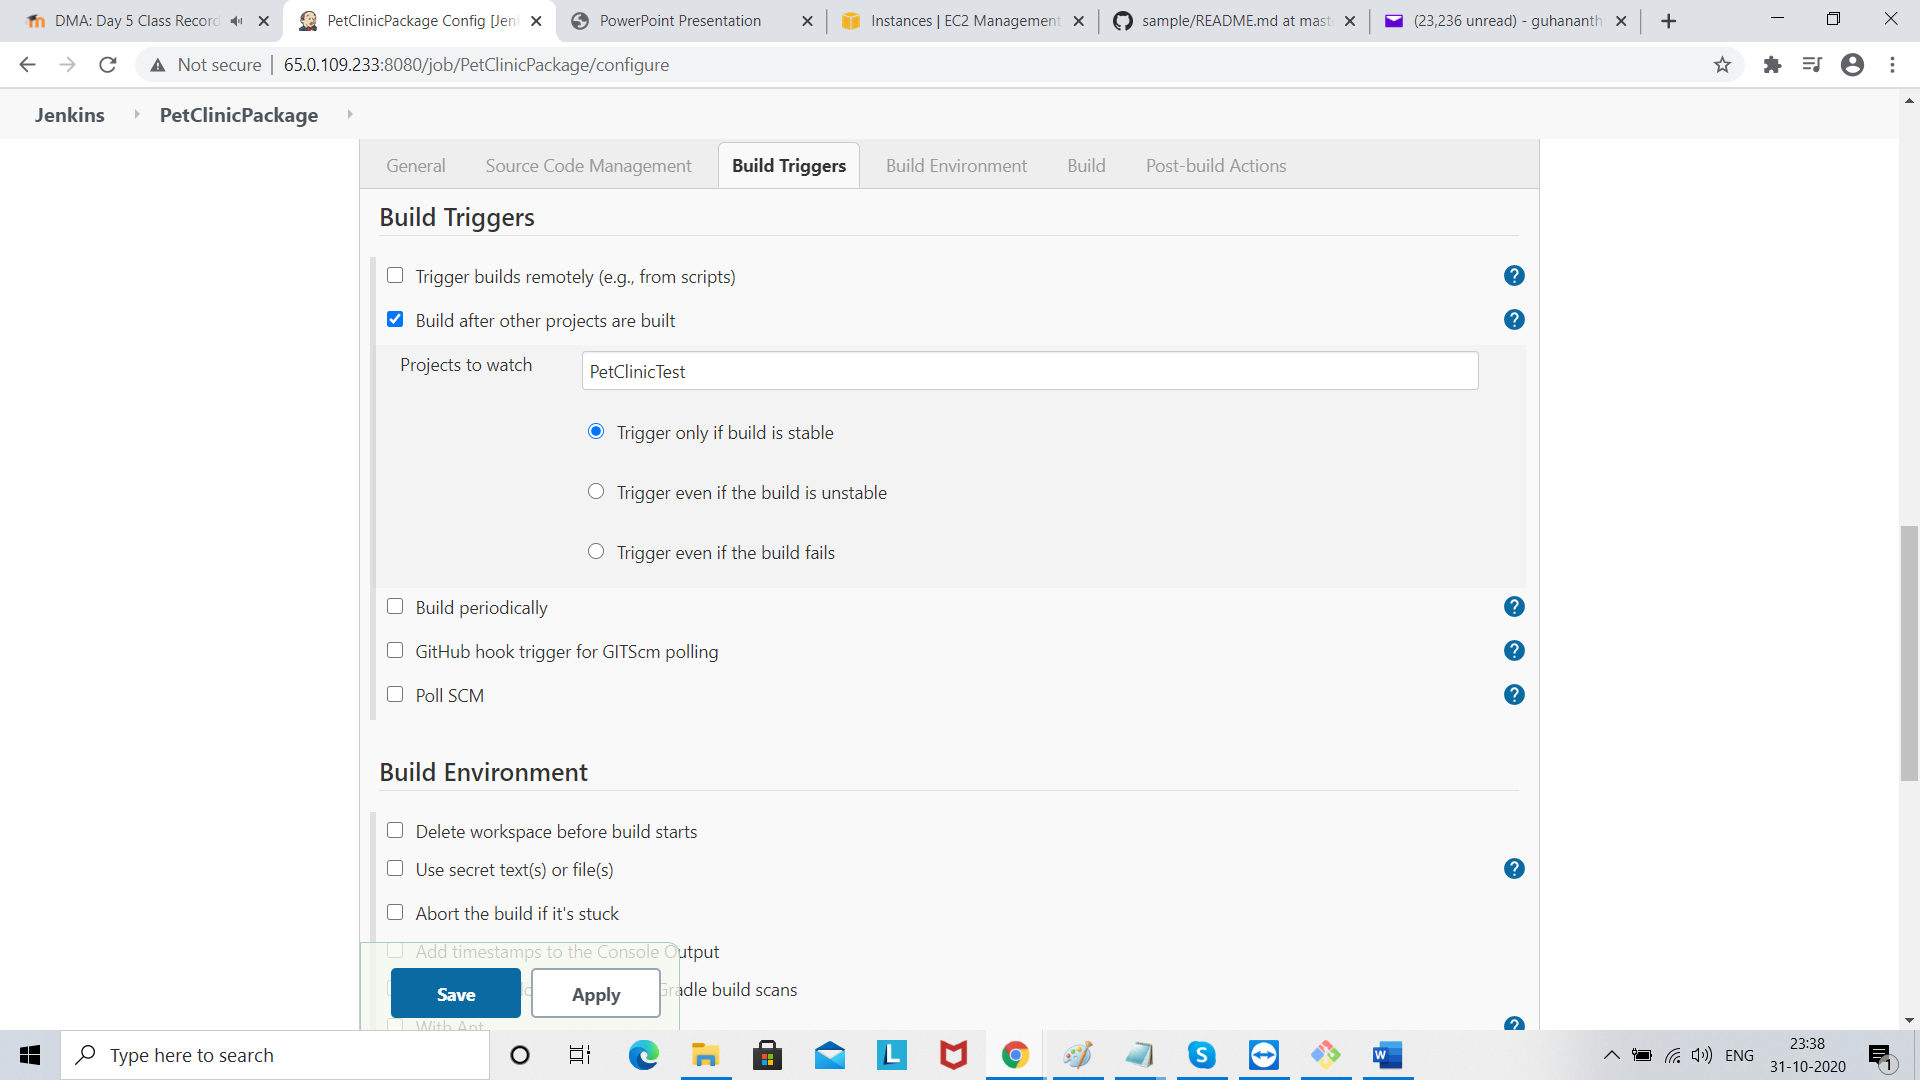 DMA: Day 5 Class Record
PetClinicPackage Config [Jen
PowerPoint Presentation
Instances | EC2 Management
sample/README.md at mast
(23,236 unread) - guhananth
Not secure
65.0.109.233:8080/job/PetClinicPackage/configure
Jenkins
PetClinicPackage
General
Source Code Management
Build Triggers
Build Environment
Build
Post-build Actions
Build Triggers
Trigger builds remotely (e.g., from scripts)
?
Build after other projects are built
?
Projects to watch
PetClinicTest
Trigger only if build is stable
Trigger even if the build is unstable
Trigger even if the build fails
Build periodically
?
GitHub hook trigger for GITScm polling
?
Poll SCM
?
Build Environment
Delete workspace before build starts
Use secret text(s) or file(s)
?
Abort the build if it's stuck
Add timestamps to the Console Output
Gradle build scans
Save
Apply
With Ant
?
Type here to search
L
S
W
ENG
23:38
31-10-2020
1